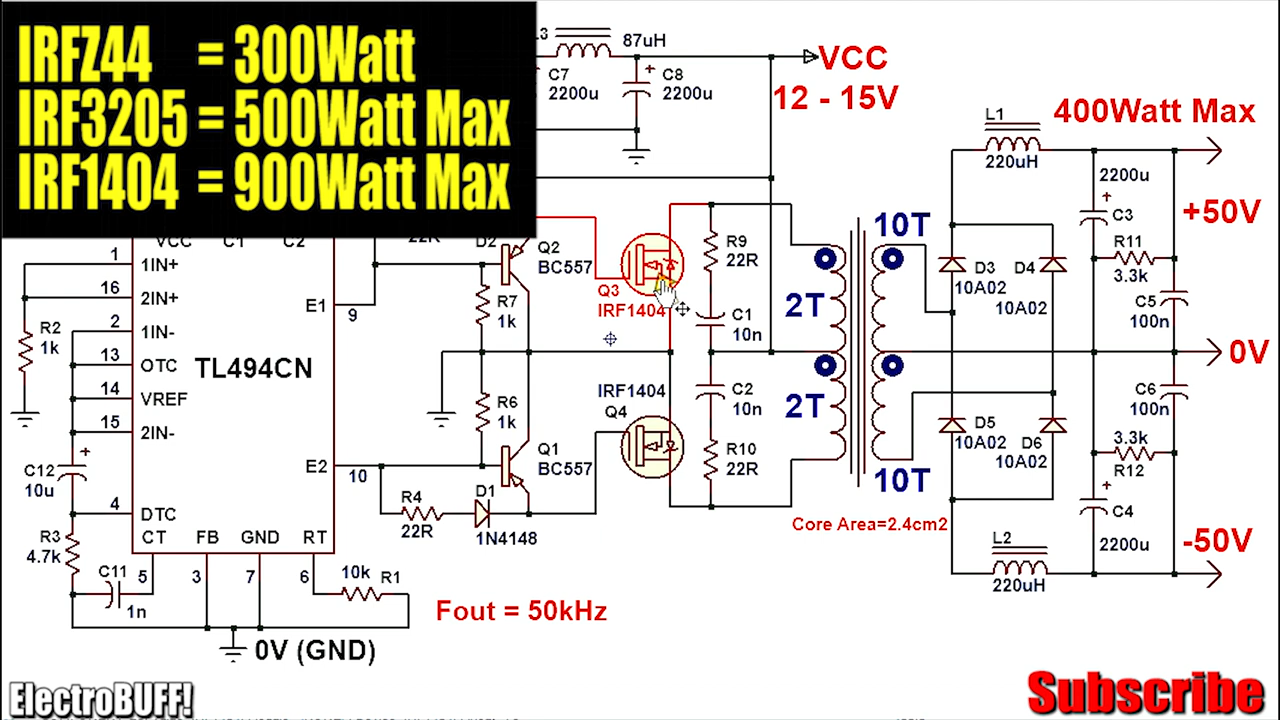 IRFZ44 = 300Watt
IRF3205 = 500Watt Max
IRF1404 = 900Watt Max
87uH
C7
2200u
C8
2200u
VCC
12 - 15V
L1
220uH
400Watt Max
2200u
C3
+50V
R11
3.3k
C5
100n
VCC C1 C2
22R
D2
Q2
BC557
R7
1k
Q3
IRF1404
R9
22R
C1
10n
10T
2T
D3
10A02
D4
10A02
1
1IN+
16
2IN+
2
1IN-
13
OTC
14
VREF
15
2IN-
R2
1k
TL494CN
E1
9
0V
IRF1404
Q4
R6
1k
C2
10n
2T
C6
100n
R10
22R
D5
10A02
D6
10A02
3.3k
R12
10T
E2
10
Q1
BC557
R4
22R
D1
1N4148
C12
10u
4
DTC
Core Area=2.4cm2
C4
2200u
-50V
L2
220uH
R3
4.7k
CT FB GND RT
C11
1n
5 3 7 6
10k
R1
Fout = 50kHz
0V (GND)
ElectroBUFF!
Subscribe